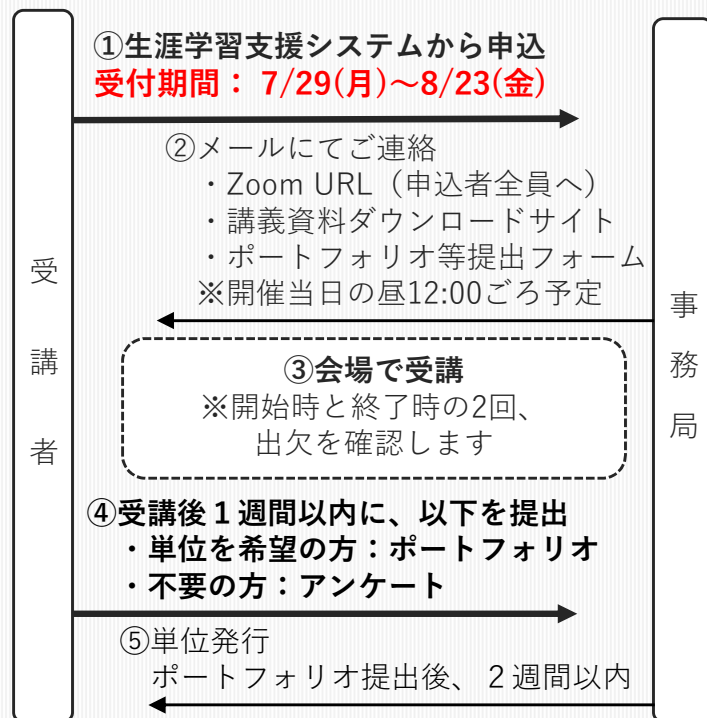 ①生涯学習支援システムから申込
受付期間： 7/29(月)～8/23(金)
②メールにてご連絡
・Zoom URL（申込者全員へ）
・講義資料ダウンロードサイト
・ポートフォリオ等提出フォーム
※開催当日の昼12:00ごろ予定
受講者
事務局
③会場で受講
※開始時と終了時の2回、
出欠を確認します
④受講後１週間以内に、以下を提出
・単位を希望の方：ポートフォリオ
・不要の方：アンケート
⑤単位発行
ポートフォリオ提出後、２週間以内